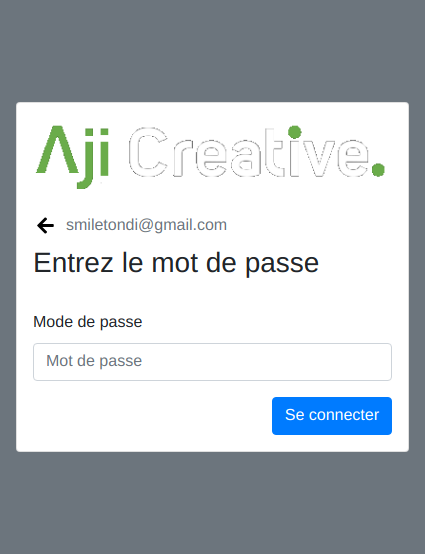 Aji Creative.
smiletondi@gmail.com
Entrez le mot de passe
Mode de passe
Mot de passe
Se connecter